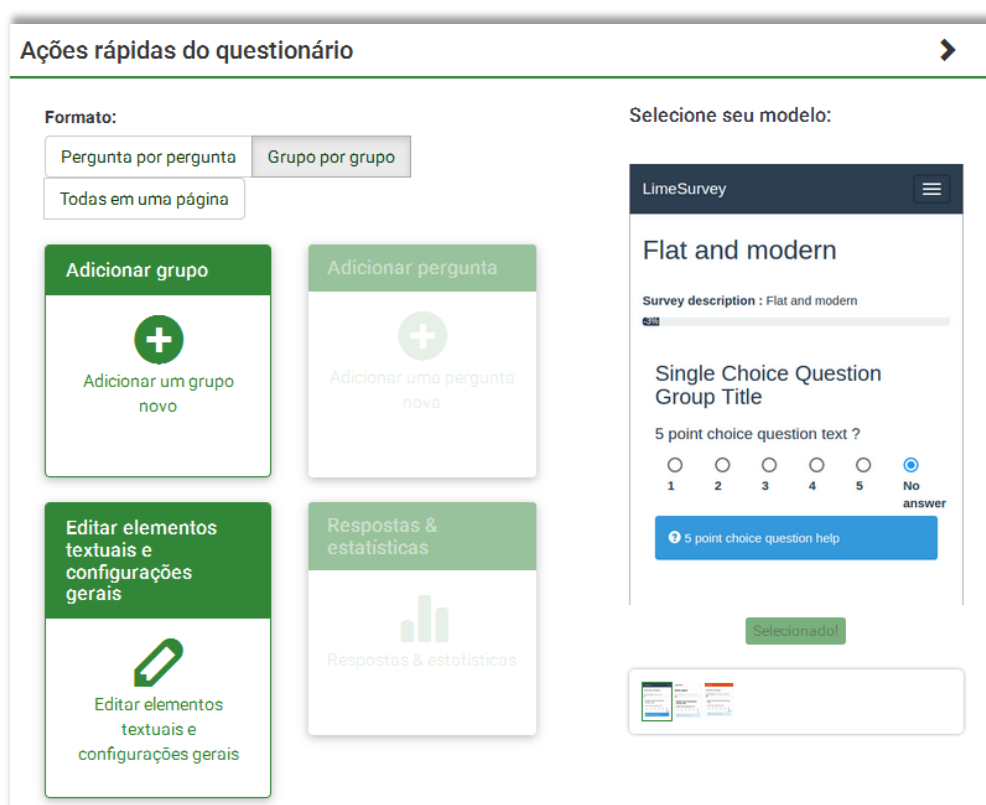 Ações rápidas do questionário
Formato:
Pergunta por pergunta
Grupo por grupo
Todas em uma página
Adicionar grupo
Adicionar um grupo
novo
Adicionar pergunta
Adicionar uma pergunta
nova
Editar elementos
textuais e
configurações
gerais
Editar elementos
textuais e
configurações gerais
Respostas &
estatísticas
Respostas & estatísticas
Selecione seu modelo:
LimeSurvey
Flat and modern
Survey description : Flat and modern
Single Choice Question
Group Title
5 point choice question text ?
1 2 3 4 5 No
answer
5 point choice question help
Selecionado!